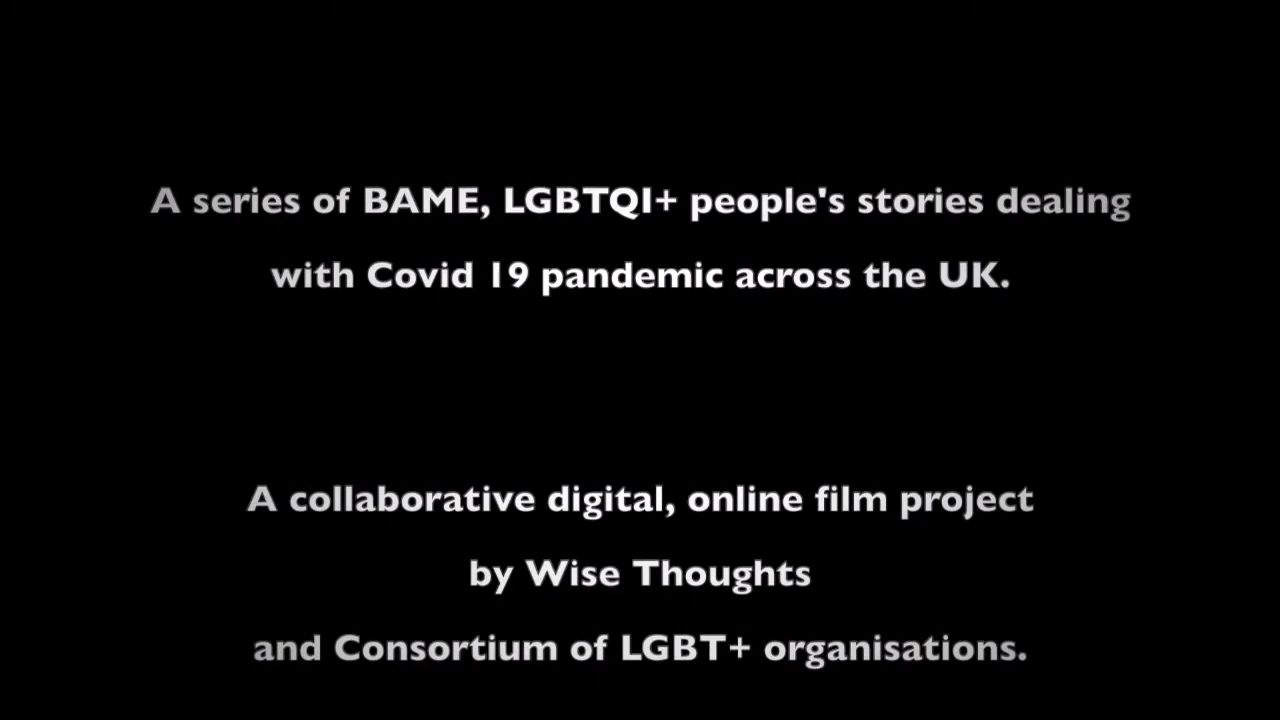 A series of BAME, LGBTQI+ people's stories dealing
with Covid 19 pandemic across the UK.
A collaborative digital, online film project
by Wise Thoughts
and Consortium of LGBT+ organisations.